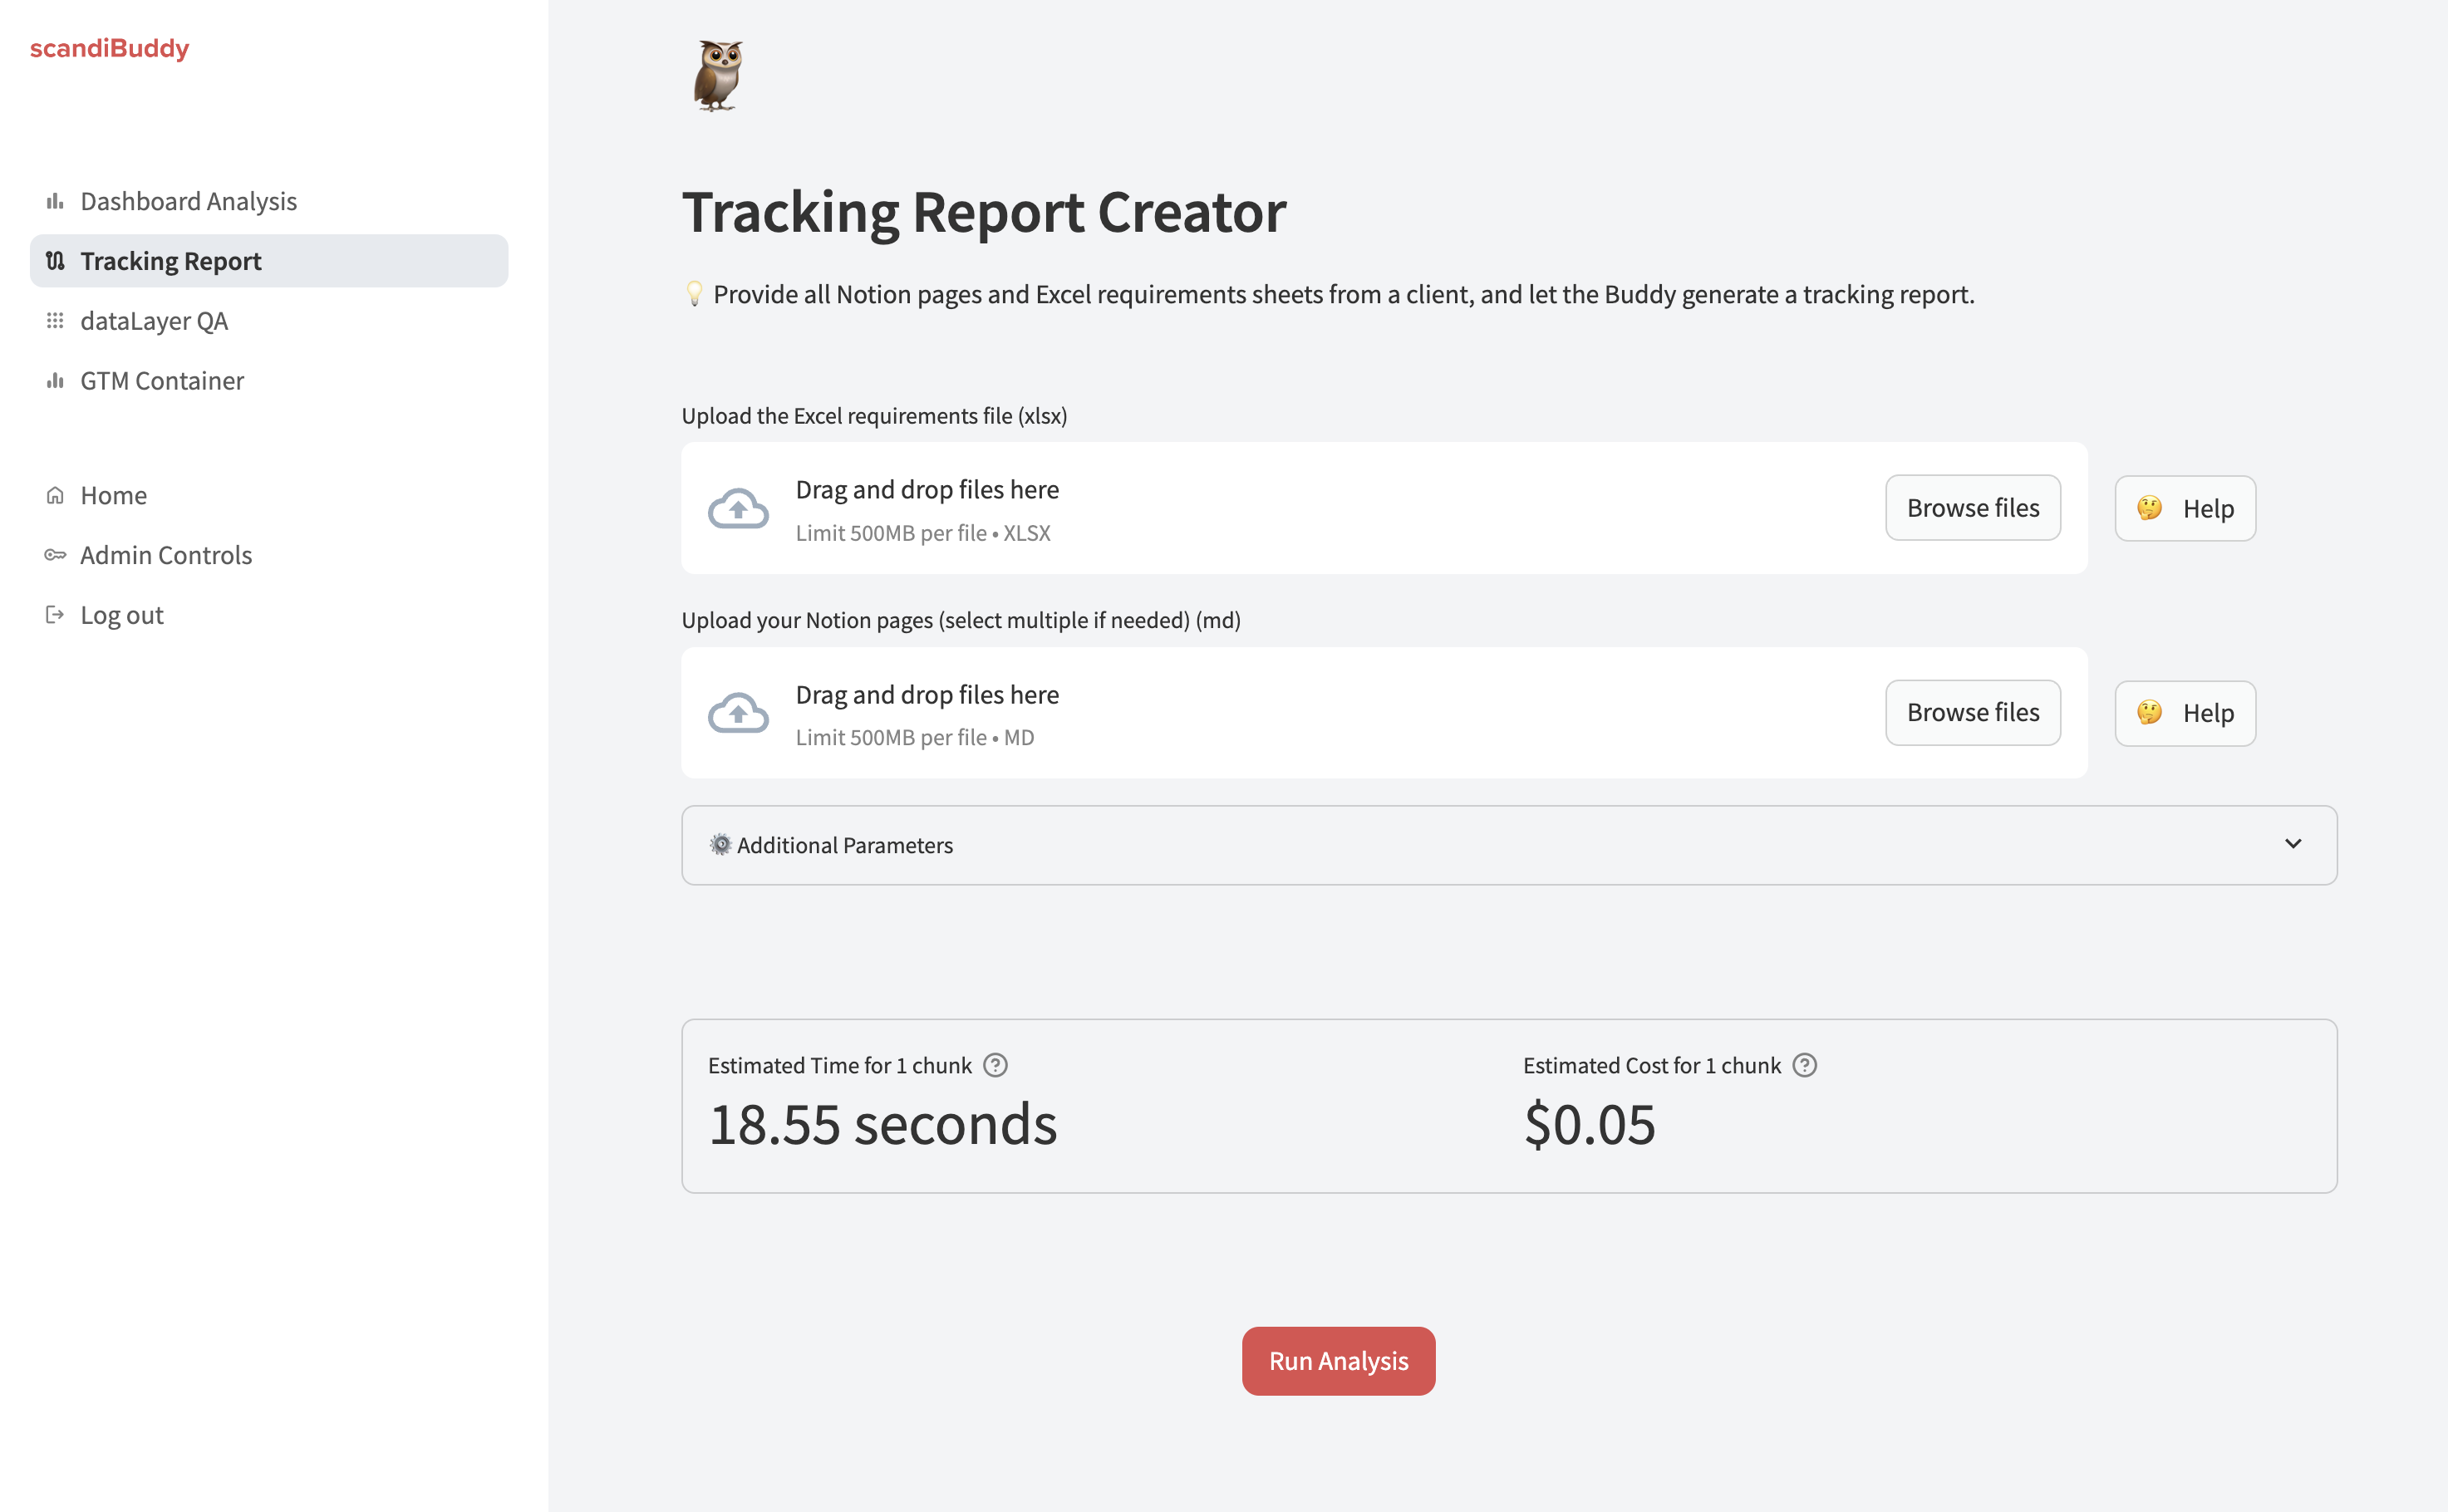 scandiBuddy
Dashboard Analysis
Tracking Report
dataLayer QA
GTM Container
Home
Admin Controls
Log out
Tracking Report Creator
Provide all Notion pages and Excel requirements sheets from a client, and let the Buddy generate a tracking report.
Upload the Excel requirements file (xlsx)
Drag and drop files here
Limit 500MB per file • XLSX
Browse files
Help
Upload your Notion pages (select multiple if needed) (md)
Drag and drop files here
Limit 500MB per file • MD
Browse files
Help
Additional Parameters
Estimated Time for 1 chunk
18.55 seconds
Estimated Cost for 1 chunk
$0.05
Run Analysis